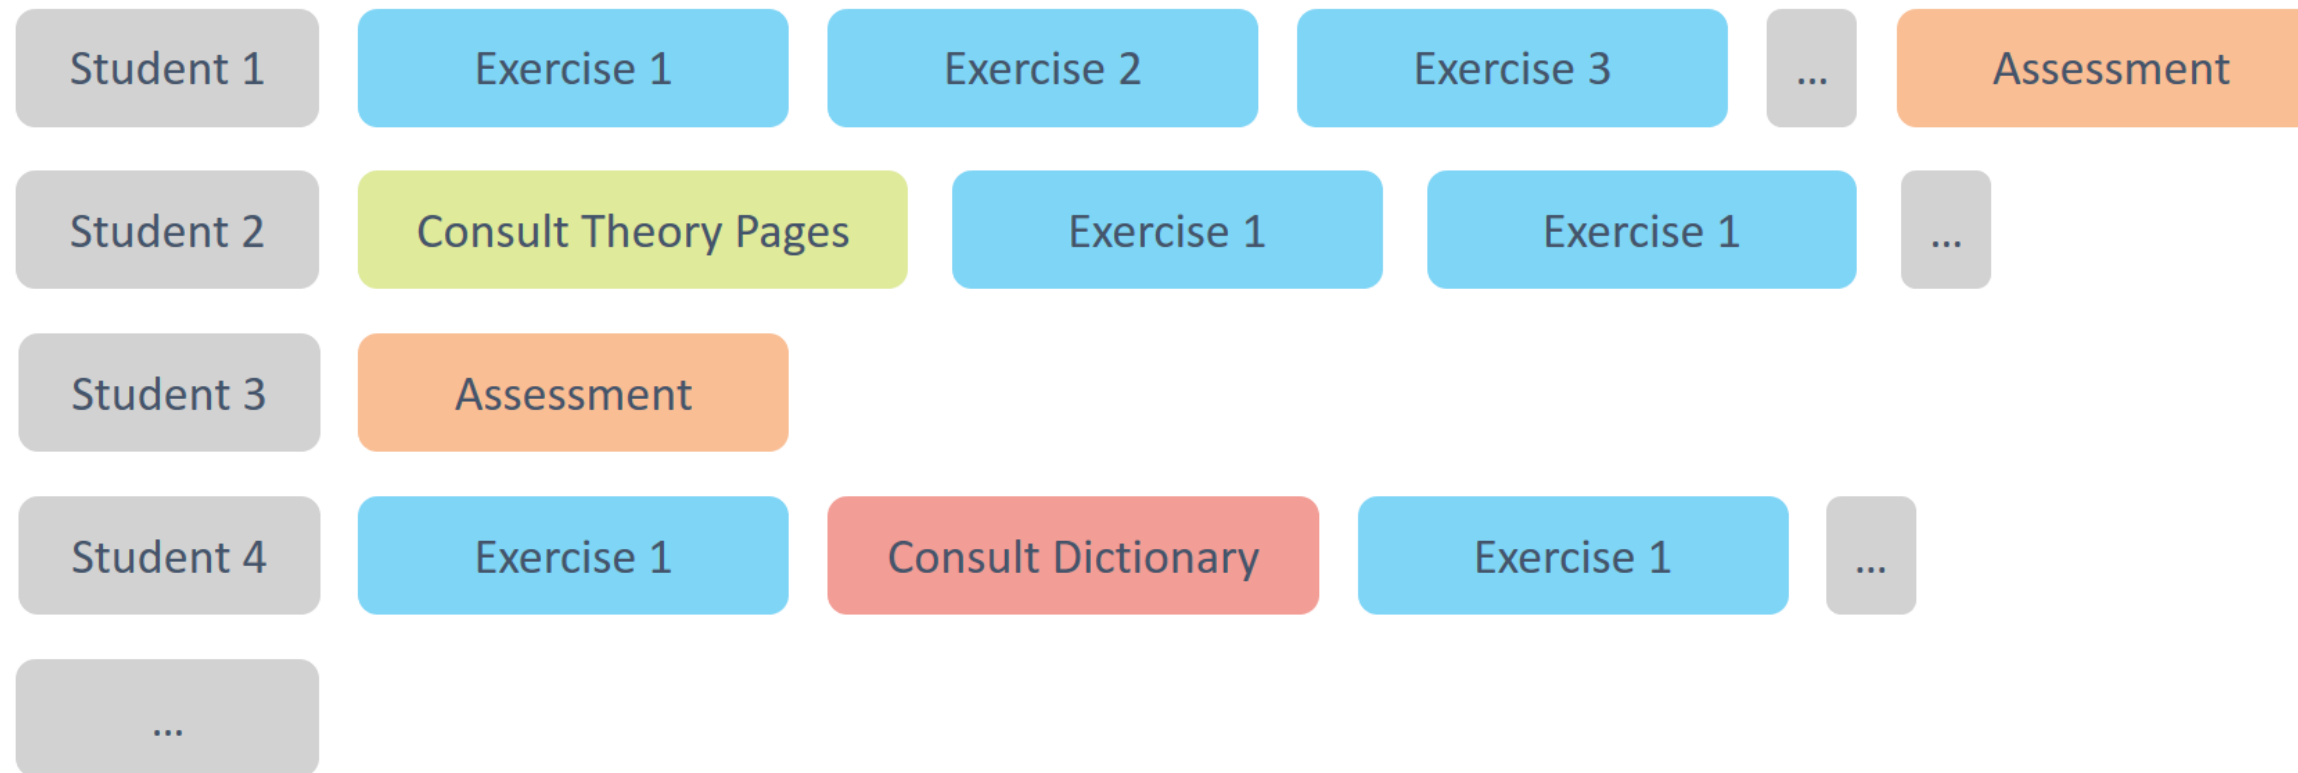 Student 1 Exercise 1 Exercise 2 Exercise 3 ... Assessment
Student 2 Consult Theory Pages Exercise 1 Exercise 1 ...
Student 3 Assessment
Student 4 Exercise 1 Consult Dictionary Exercise 1 ...
...